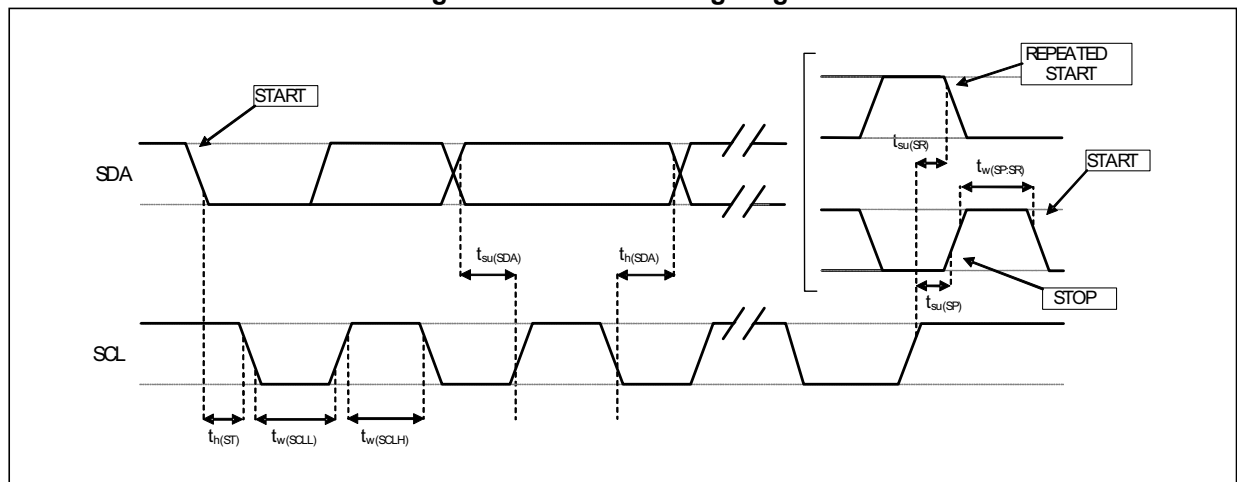 START
REPEATED
START
SDA
tsu(SR)
tw(SP:SR)
START
tsu(SDA)
th(SDA)
tsu(SP)
STOP
SCL
th(ST)
tw(SCLL)
tw(SCLH)